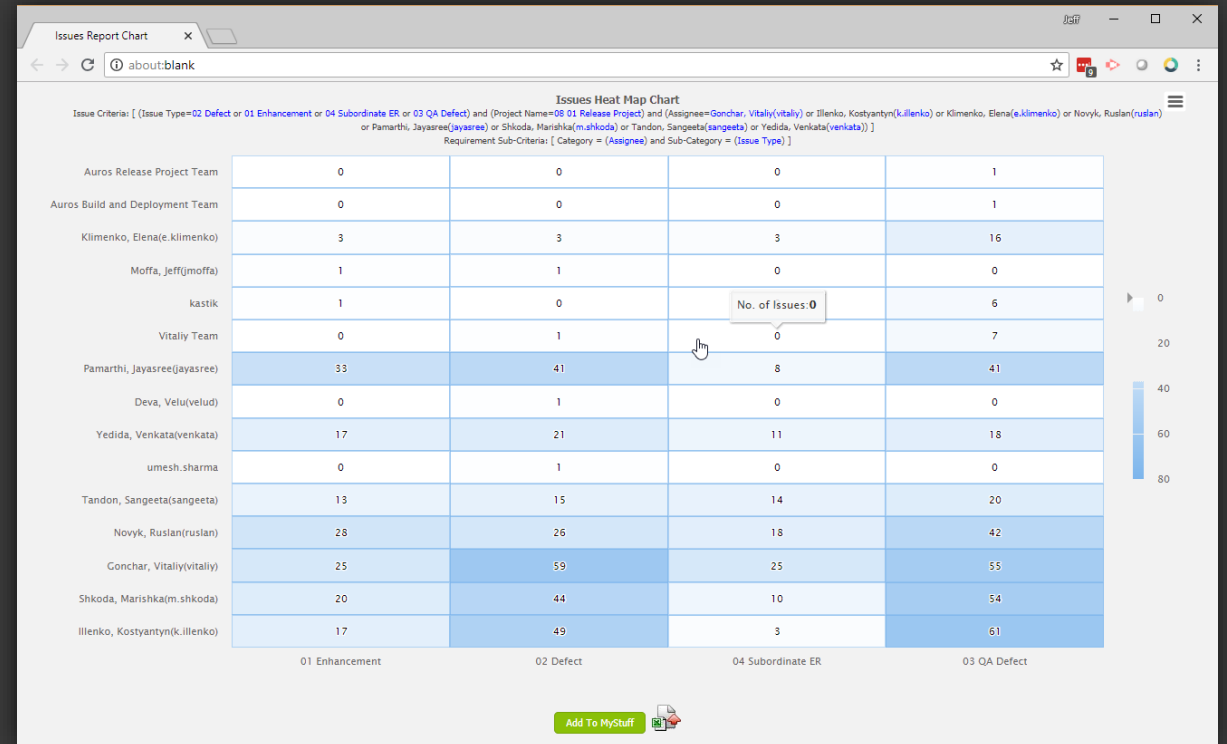 Jeff
Issues Report Chart
about:blank
9
Issues Heat Map Chart
Issue Criteria: [ (Issue Type=02 Defect or 01 Enhancement or 04 Subordinate ER or 03 QA Defect) and (Project Name=08 01 Release Project) and (Assignee=Gonchar, Vitaliy(vitaliy) or Illenko, Kostyantyn(k.illenko) or Klimenko, Elena(e.klimenko) or Novyk, Ruslan(ruslan)
or Pamarthi, Jayasree(jayasree) or Shkoda, Marishka(m.shkoda) or Tandon, Sangeeta(sangeeta) or Yedida, Venkata(venkata)) ]
Requirement Sub-Criteria: [ Category = (Assignee) and Sub-Category = (Issue Type) ]
Auros Release Project Team 0 0 0 1
Auros Build and Deployment Team 0 0 0 1
Klimenko, Elena(e.klimenko) 3 3 3 16
Moffa, Jeff(jmoffa) 1 1 0 0
kastik 1 0 No. of Issues:0 6
Vitaliy Team 0 1 0 7
Pamarthi, Jayasree(jayasree) 33 41 8 41
Deva, Velu(velud) 0 1 0 0
Yedida, Venkata(venkata) 17 21 11 18
umesh.sharma 0 1 0 0
Tandon, Sangeeta(sangeeta) 13 15 14 20
Novyk, Ruslan(ruslan) 28 26 18 42
Gonchar, Vitaliy(vitaliy) 25 59 25 55
Shkoda, Marishka(m.shkoda) 20 44 10 54
Illenko, Kostyantyn(k.illenko) 17 49 3 61
01 Enhancement 02 Defect 04 Subordinate ER 03 QA Defect
0
20
40
60
80
Add To MyStuff